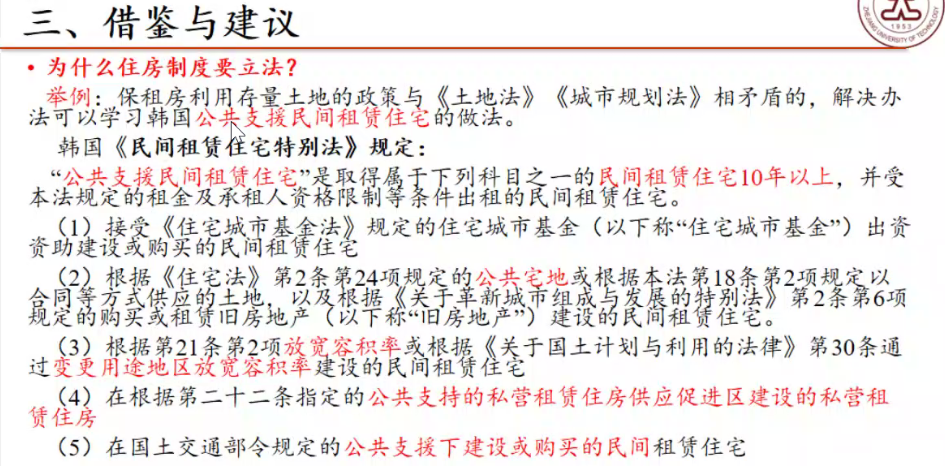 三、借鉴与建议
1953
ZHEJIANG UNIVERSITY OF TECHNOLOGY
• 为什么住房制度要立法?
举例：保租房利用存量土地的政策与《土地法》《城市规划法》相矛盾的，解决办
法可以学习韩国公共支援民间租赁住宅的做法。
韩国《民间租赁住宅特别法》规定：
“公共支援民间租赁住宅”是取得属于下列科目之一的民间租赁住宅10年以上，并受
本法规定的租金及承租人资格限制等条件出租的民间租赁住宅。
（1）接受《住宅城市基金法》规定的住宅城市基金（以下称“住宅城市基金”）出资
资助建设或购买的民间租赁住宅
（2）根据《住宅法》第2条第24项规定的公共宅地或根据本法第18条第2项规定以
合同等方式供应的土地，以及根据《关于革新城市组成与发展的特别法》第2条第6项
规定的购买或租赁旧房地产（以下称“旧房地产”）建设的民间租赁住宅。
（3）根据第21条第2项放宽容积率或根据《关于国土计划与利用的法律》第30条通
过变更用途地区放宽容积率建设的民间租赁住宅
（4）在根据第二十二条指定的公共支持的私营租赁住房供应促进区建设的私营租
赁住房
（5）在国土交通部令规定的公共支援下建设或购买的民间租赁住宅